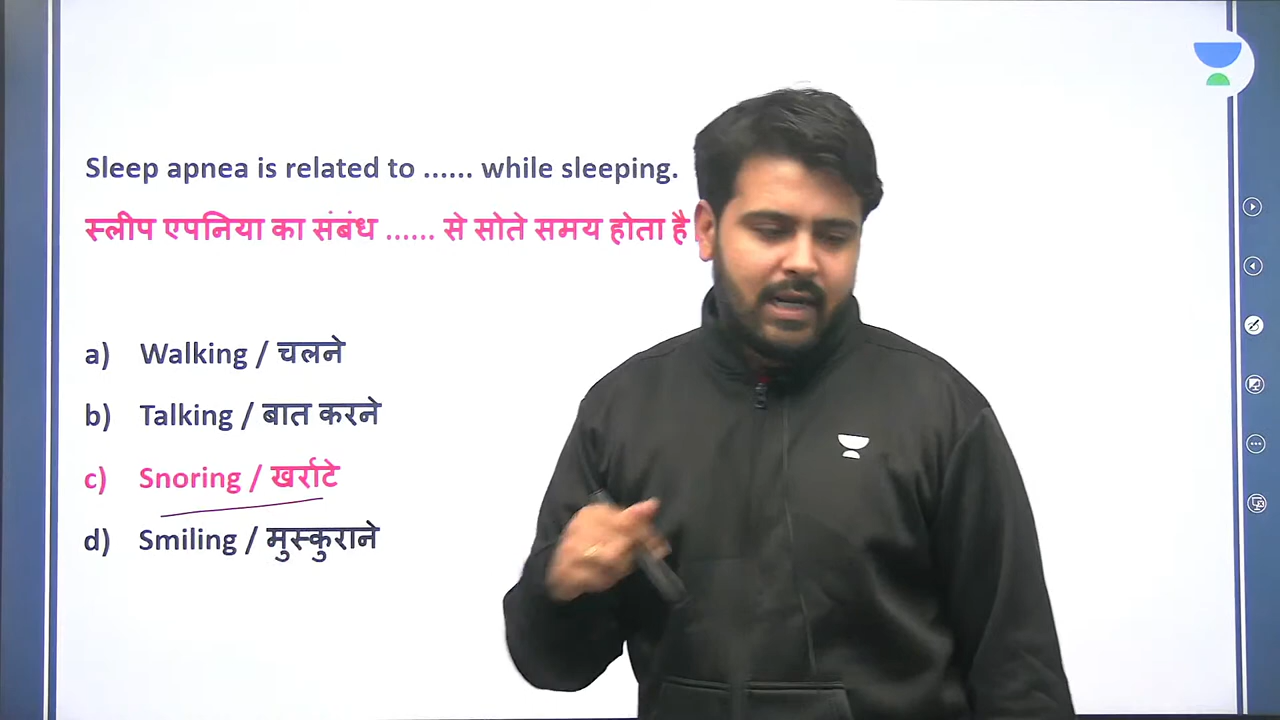 Sleep apnea is related to ...... while sleeping.
स्लीप एपनिया का संबंध ...... से सोते समय होता है
a) Walking / चलने
b) Talking / बात करने
c) Snoring / खर्राटे
d) Smiling / मुस्कुराने